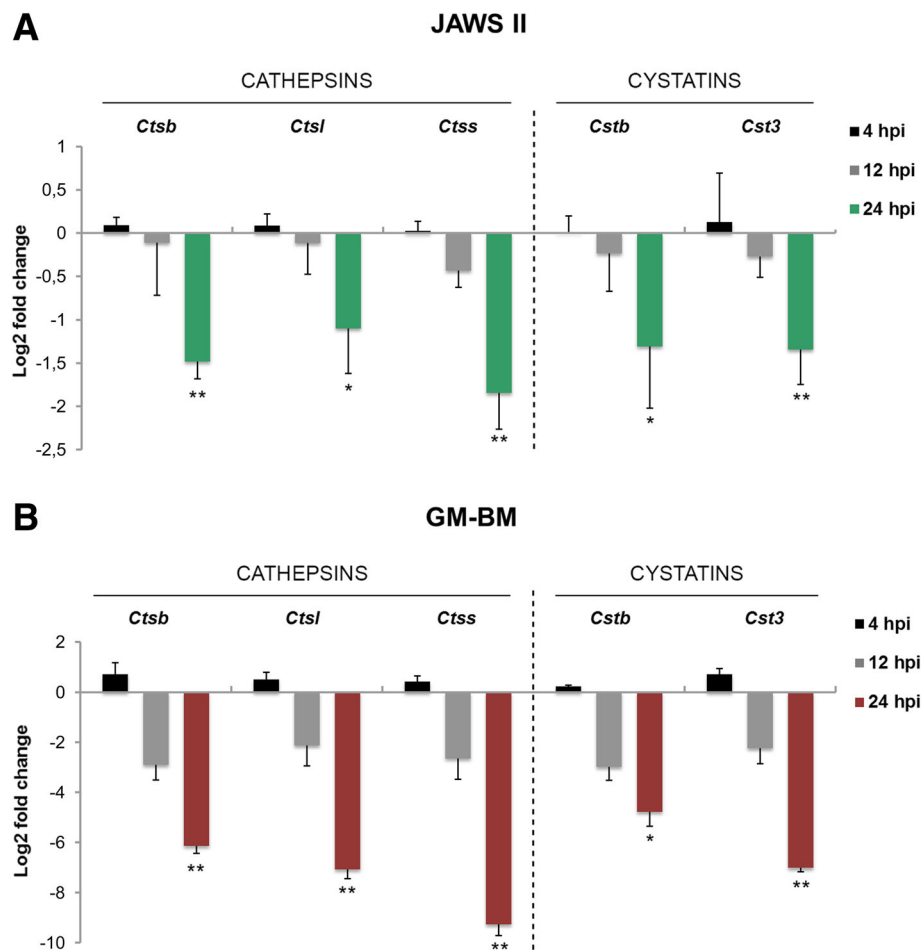 A
JAWS II
CATHEPSINS CYSTATINS
Ctsb Ctsl Ctss Cstb Cst3
4 hpi
12 hpi
24 hpi
Log2 fold change
1
0,5
0
-0,5
-1
-1,5
-2
-2,5
** * ** * **
B
GM-BM
CATHEPSINS CYSTATINS
Ctsb Ctsl Ctss Cstb Cst3
4 hpi
12 hpi
24 hpi
Log2 fold change
2
0
-2
-4
-6
-8
-10
** ** ** * **